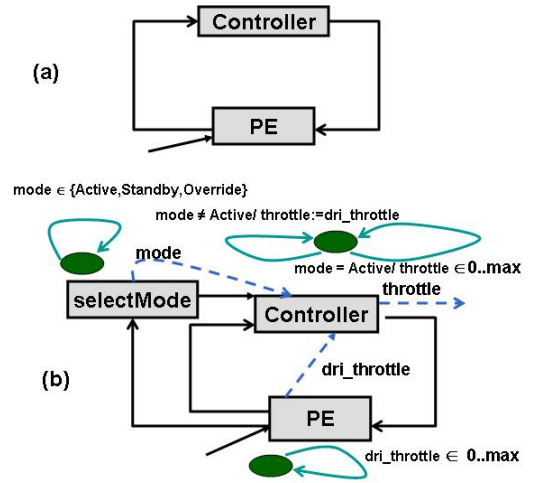 Controller
(a)
PE
mode ∈ {Active,Standby,Override}
mode ≠ Active/ throttle:=dri_throttle
mode
mode = Active/ throttle ∈ 0..max
throttle
selectMode
Controller
dri_throttle
(b)
PE
dri_throttle ∈ 0..max